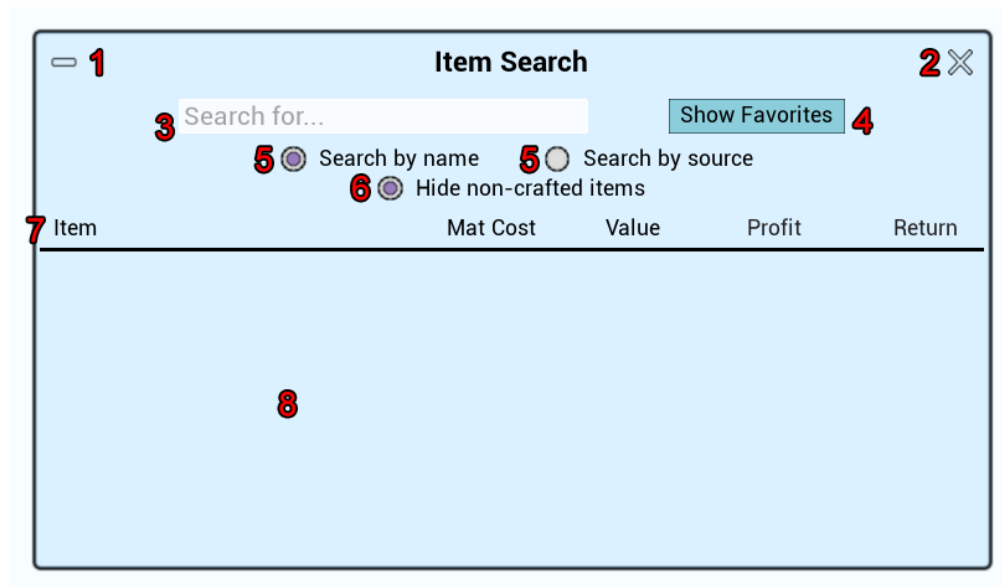 1 Item Search 2
3 Search for... Show Favorites 4
5 Search by name 5 Search by source
6 Hide non-crafted items
7 Item Mat Cost Value Profit Return
8